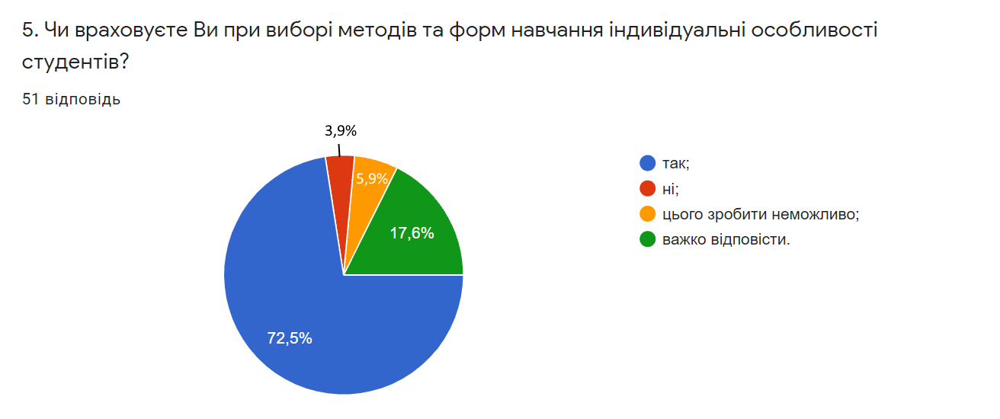 5. Чи враховуєте Ви при виборі методів та форм навчання індивідуальні особливості
студентів?
51 відповідь
3,9%
5,9%
17,6%
72,5%
так;
ні;
цього зробити неможливо;
важко відповісти.